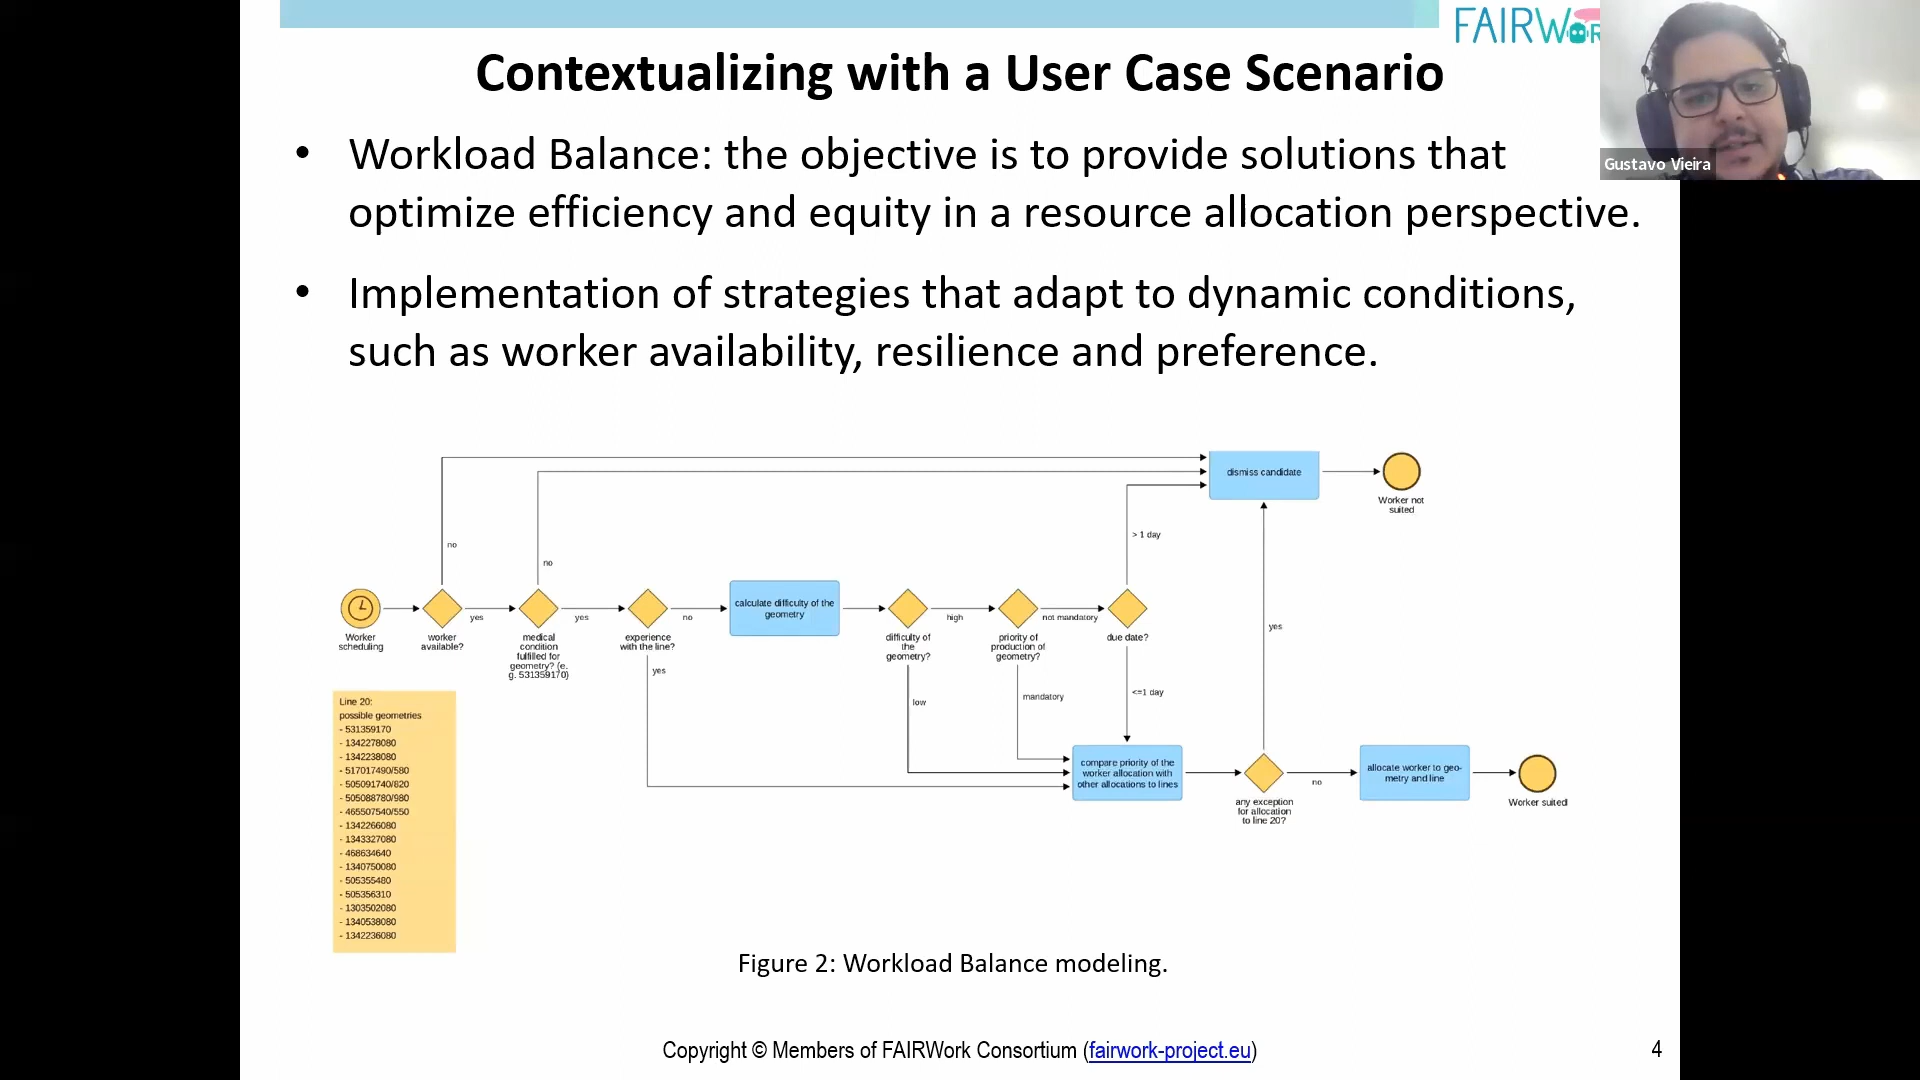 FAIRWor
Contextualizing with a User Case Scenario
Gustavo Vieira
• Workload Balance: the objective is to provide solutions that
optimize efficiency and equity in a resource allocation perspective.
• Implementation of strategies that adapt to dynamic conditions,
such as worker availability, resilience and preference.
dismiss candidate
Worker not
suited
no
no
> 1 day
yes
Worker
scheduling
worker
available?
yes
medical
condition
fulfilled for
geometry? (e.
g. 531359170)
yes
experience
with the line?
no
yes
calculate difficulty of the
geometry
difficulty of
the
geometry?
high
low
priority of
production of
geometry?
not mandatory
mandatory
due date?
<=1 day
compare priority of the
worker allocation with
other allocations to lines
any exception
for allocation
to line 20?
no
allocate worker to geo-
metry and line
Worker suited!
Line 20:
possible geometries
- 531359170
- 1342278080
- 1342238080
- 517017490/580
- 505091740/820
- 505088780/980
- 465507540/550
- 1342266080
- 1343327080
- 468634640
- 1340750080
- 505355480
- 505356310
- 1303502080
- 1340538080
- 1342236080
Figure 2: Workload Balance modeling.
Copyright © Members of FAIRWork Consortium (fairwork-project.eu)
4